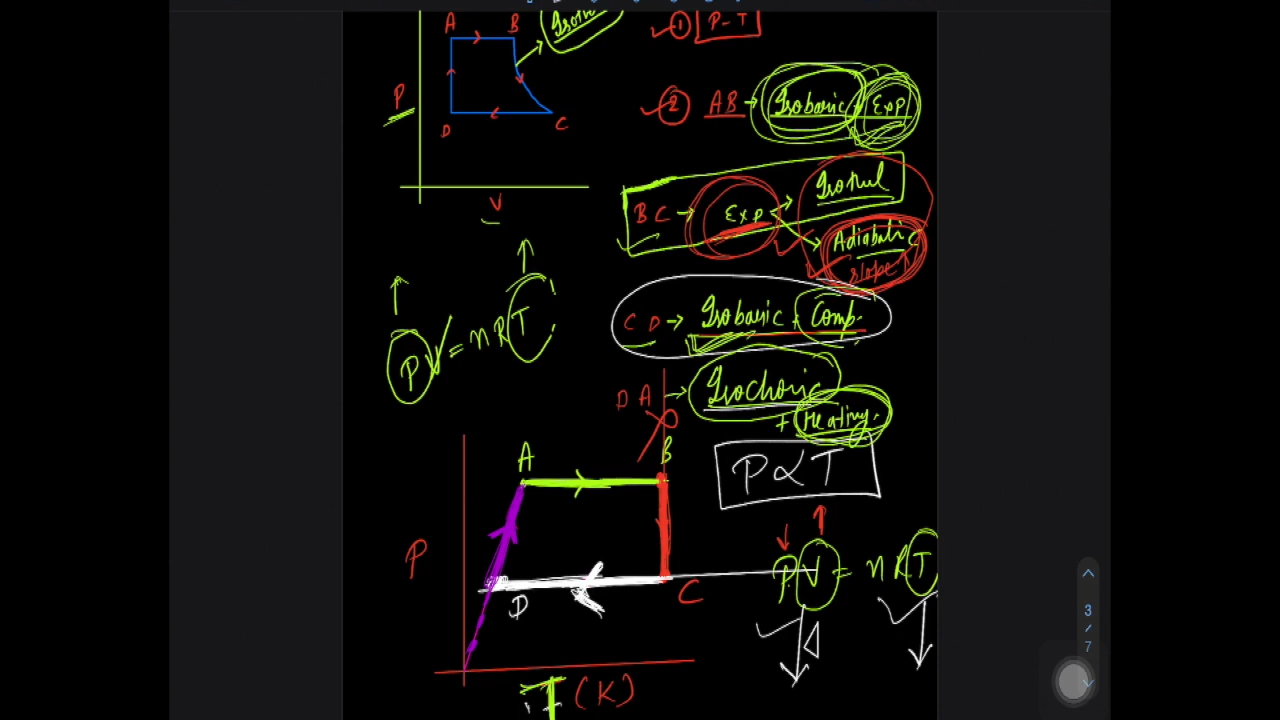 A B
① P-T
P
② AB → Isobaric + Exp
D C
V
BC → Exp → Isothermal
→ Adiabatic
slope↑
PV = nRT
CD → Isobaric + Comp.
DA → Isochoric
+ Heating.
A B
P ∝ T
P
PV = nRT
D C
T (K)
3
/
7